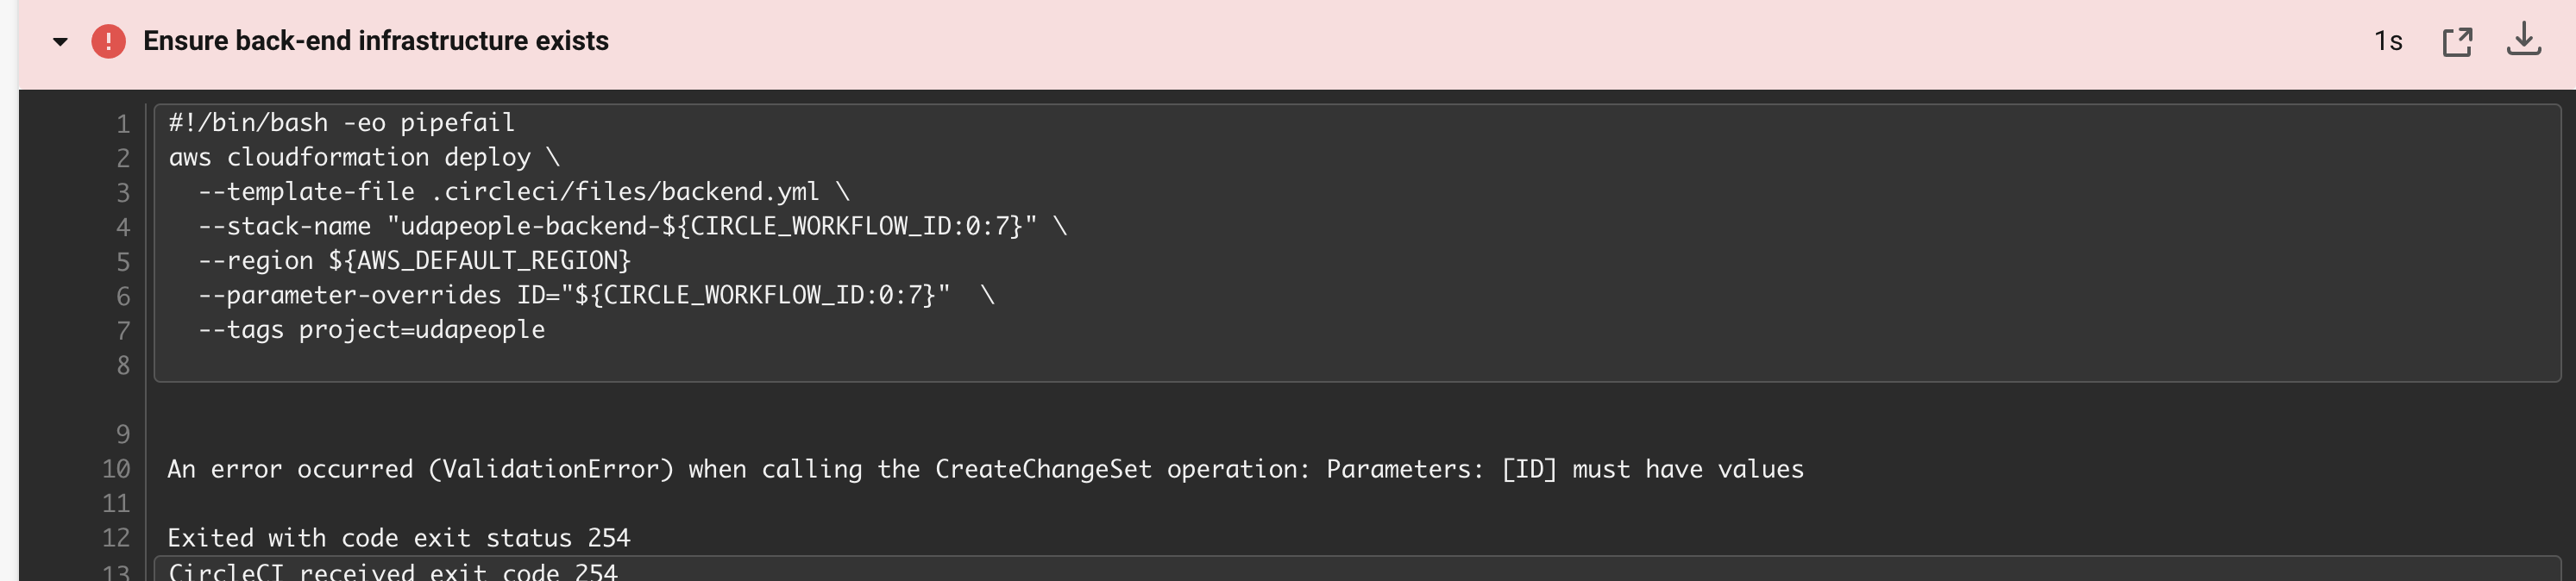 Ensure back-end infrastructure exists 1s
1 #!/bin/bash -eo pipefail
2 aws cloudformation deploy \
3 --template-file .circleci/files/backend.yml \
4 --stack-name "udapeople-backend-${CIRCLE_WORKFLOW_ID:0:7}" \
5 --region ${AWS_DEFAULT_REGION}
6 --parameter-overrides ID="${CIRCLE_WORKFLOW_ID:0:7}"  \
7 --tags project=udapeople
8
9
10 An error occurred (ValidationError) when calling the CreateChangeSet operation: Parameters: [ID] must have values
11
12 Exited with code exit status 254
13 CircleCI received exit code 254